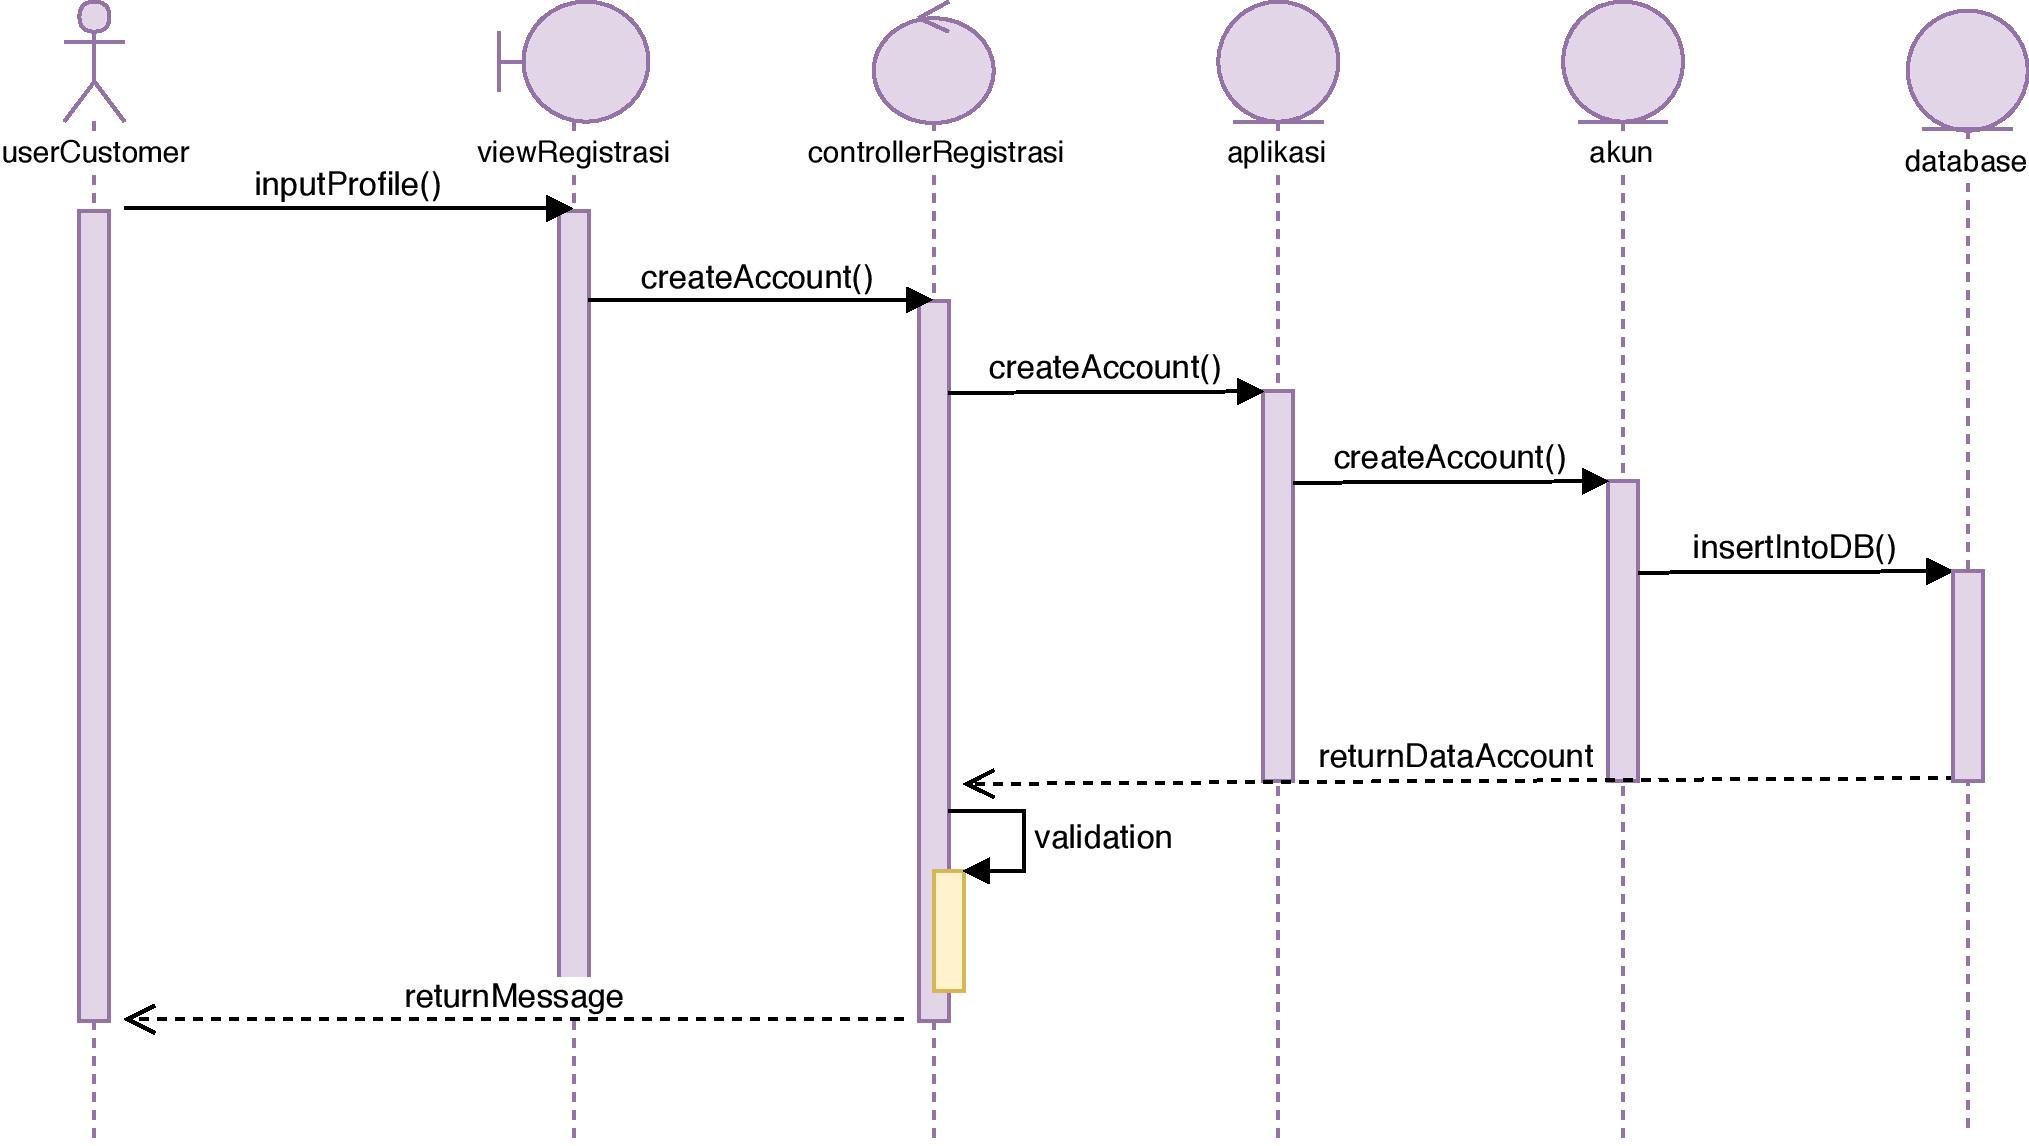 userCustomer
viewRegistrasi
controllerRegistrasi
aplikasi
akun
database
inputProfile()
createAccount()
createAccount()
createAccount()
insertIntoDB()
returnDataAccount
validation
returnMessage